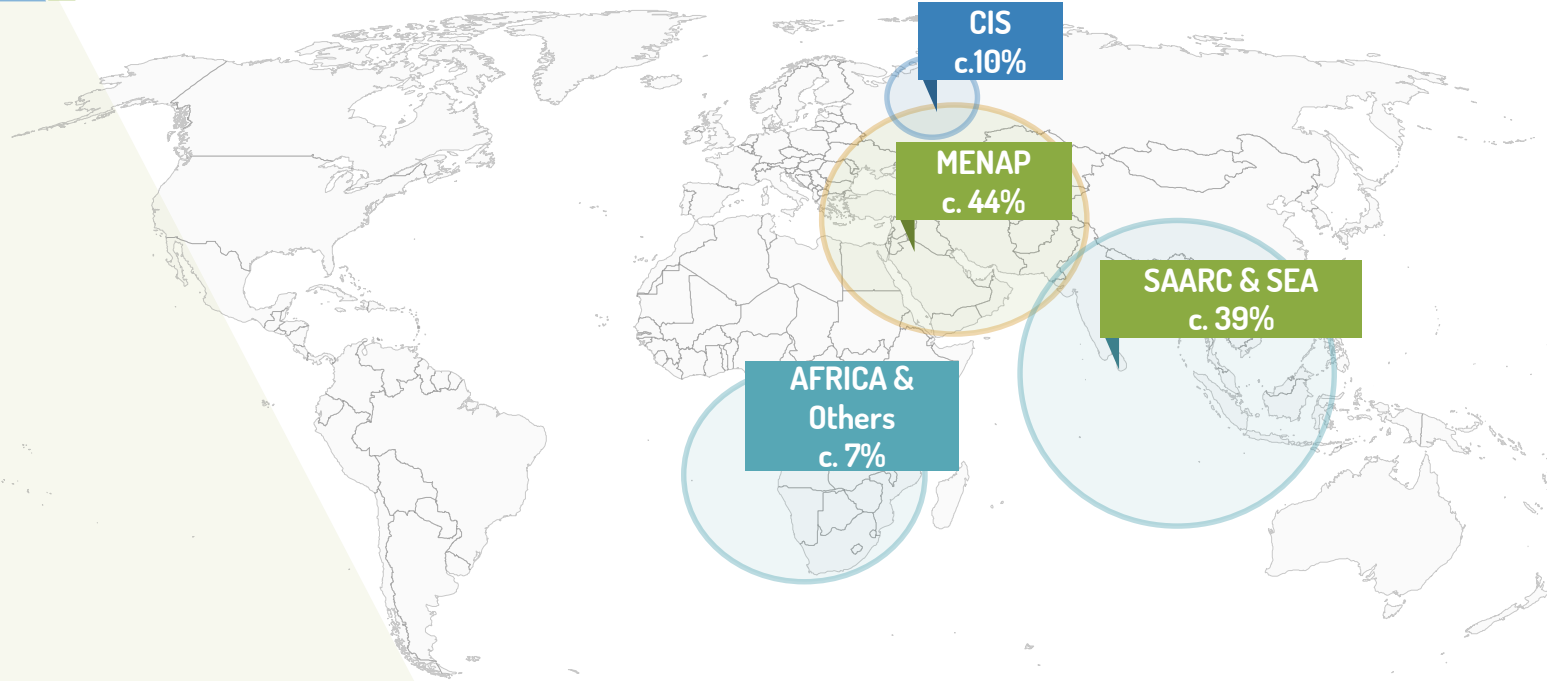 CIS
c.10%
MENAP
c. 44%
SAARC & SEA
c. 39%
AFRICA &
Others
c. 7%